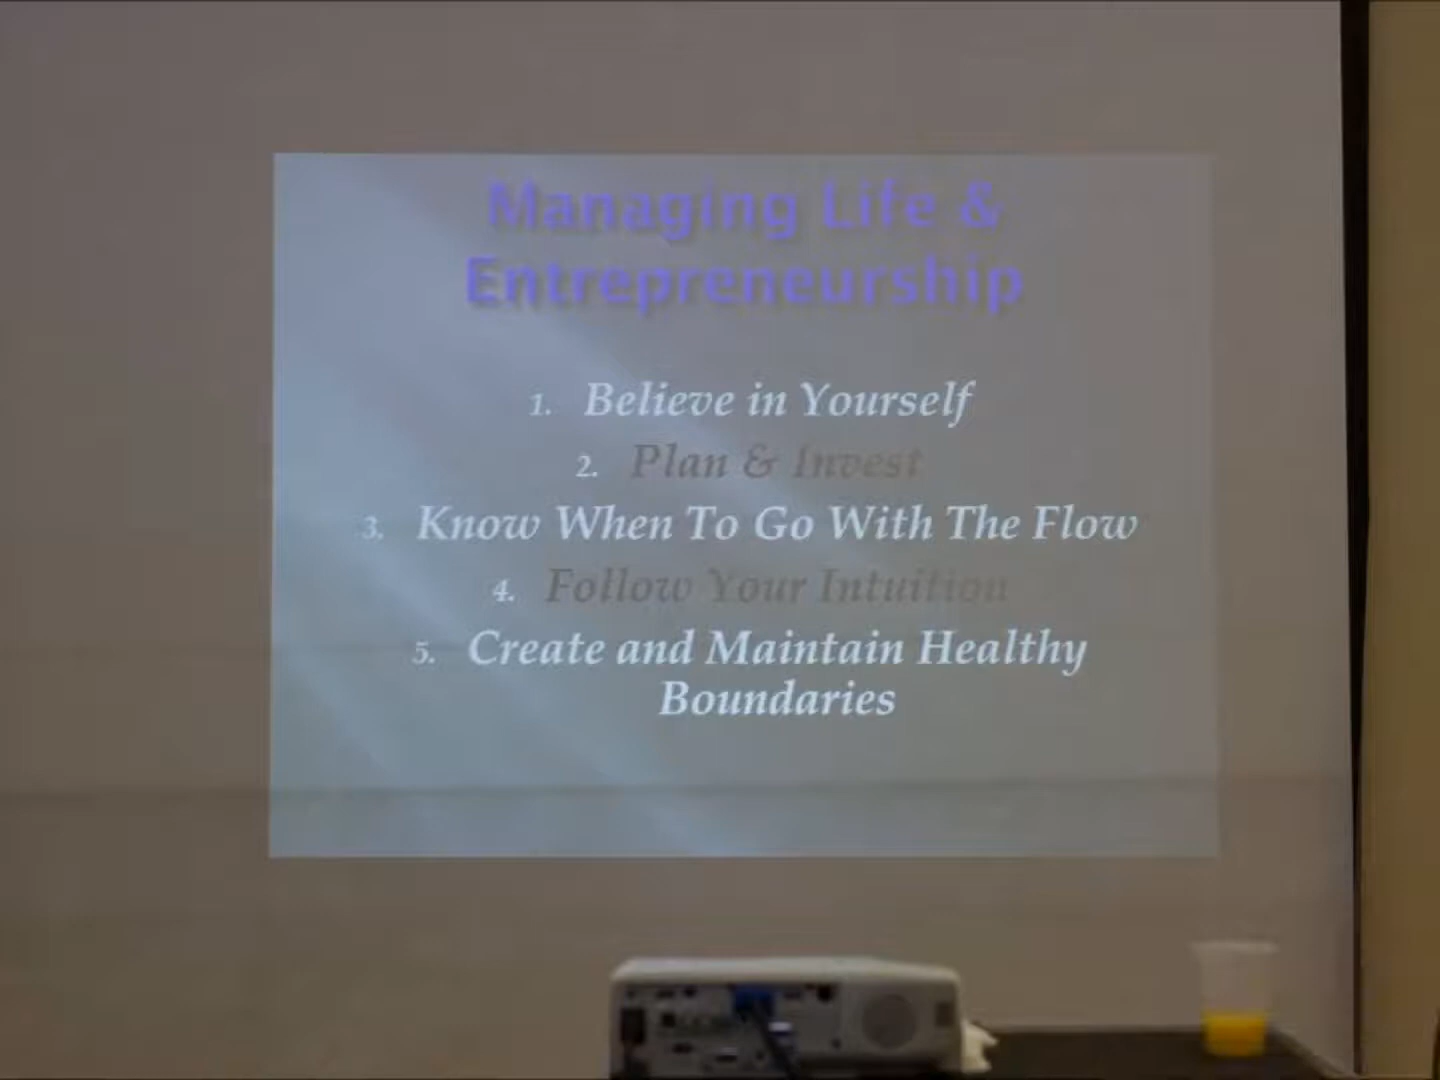 Managing Life &
Entrepreneurship
1. Believe in Yourself
2. Plan & Invest
3. Know When To Go With The Flow
4. Follow Your Intuition
5. Create and Maintain Healthy
Boundaries